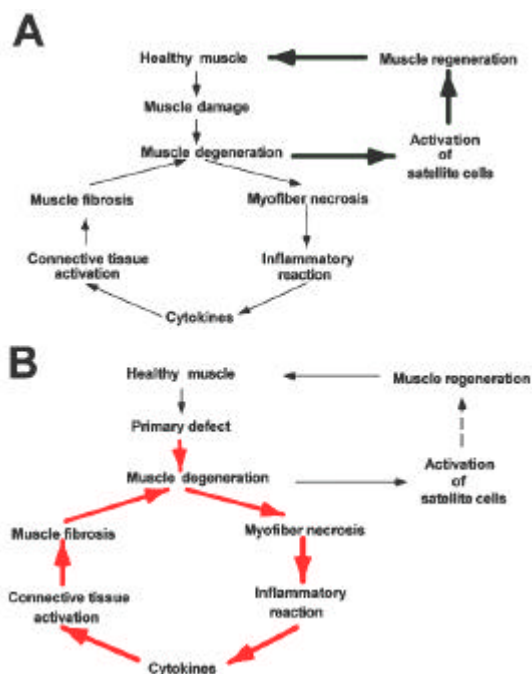 A
Healthy muscle
Muscle regeneration
Muscle damage
Muscle degeneration
Activation
of
satellite cells
Muscle fibrosis
Myofiber necrosis
Connective tissue
activation
Inflammatory
reaction
Cytokines
B
Healthy muscle
Muscle regeneration
Primary defect
Muscle degeneration
Activation
of
satellite cells
Muscle fibrosis
Myofiber necrosis
Connective tissue
activation
Inflammatory
reaction
Cytokines